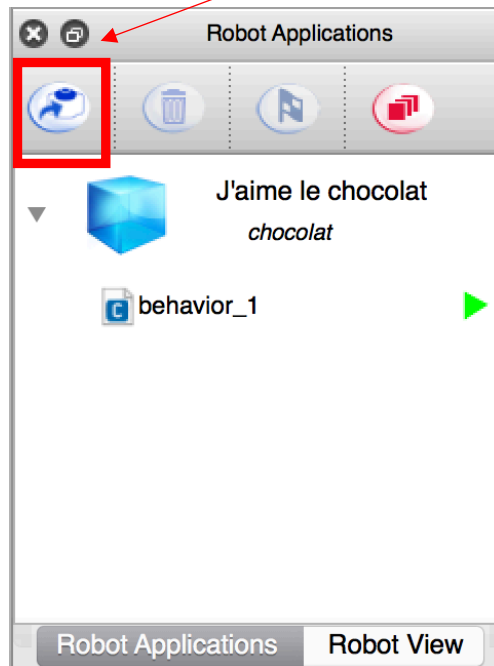 Robot Applications
J'aime le chocolat
chocolat
C behavior_1
Robot Applications Robot View